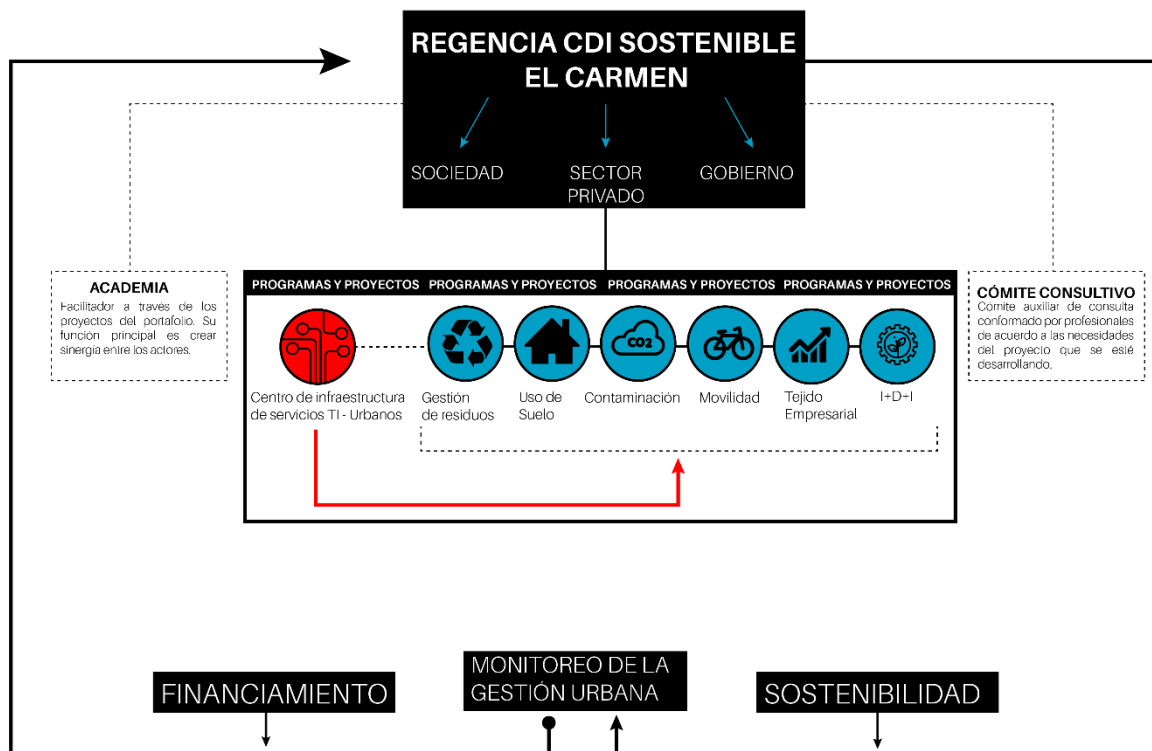 REGENCIA CDI SOSTENIBLE
EL CARMEN
SOCIEDAD
SECTOR
PRIVADO
GOBIERNO
ACADEMIA
Facilitador a través de los
proyectos del portafolio. Su
función principal es crear
sinergía entre los actores.
CÓMITE CONSULTIVO
Cómite auxiliar de consulta
conformado por profesionales
de acuerdo a las necesidades
del proyecto que se esté
desarrollando.
PROGRAMAS Y PROYECTOS
PROGRAMAS Y PROYECTOS
PROGRAMAS Y PROYECTOS
PROGRAMAS Y PROYECTOS
CO2
Centro de infraestructura
de servicios TI - Urbanos
Gestión
de residuos
Uso de
Suelo
Contaminación
Movilidad
Tejido
Empresarial
I+D+I
FINANCIAMIENTO
MONITOREO DE LA
GESTIÓN URBANA
SOSTENIBILIDAD